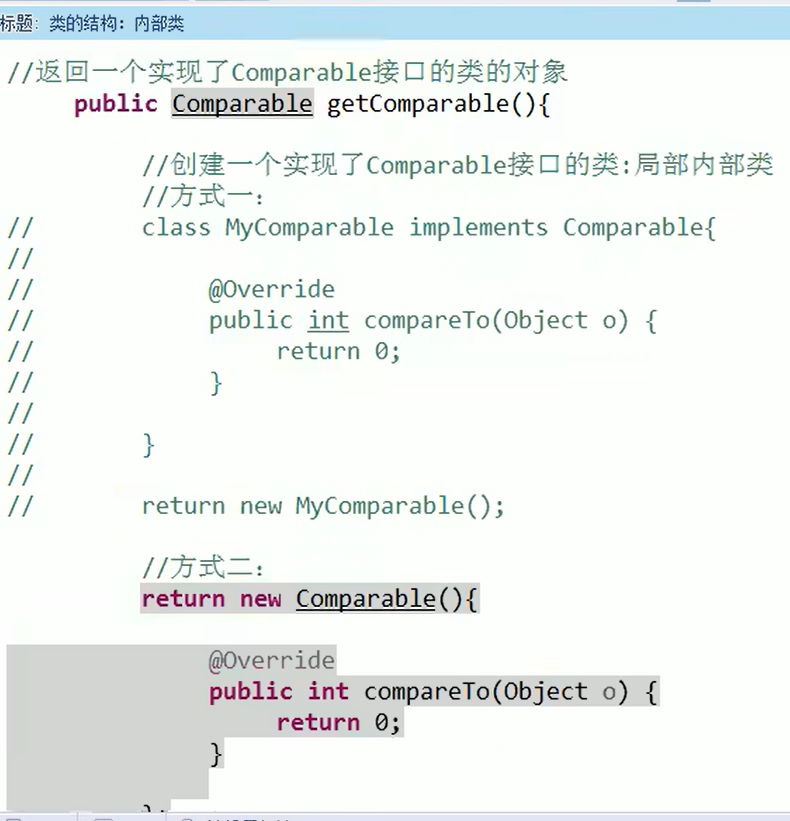 标题: 类的结构: 内部类
//返回一个实现了Comparable接口的类的对象
public Comparable getComparable(){
//创建一个实现了Comparable接口的类:局部内部类
//方式一:
// class MyComparable implements Comparable{
//
// @Override
// public int compareTo(Object o) {
// return 0;
// }
//
// }
//
// return new MyComparable();
//方式二:
return new Comparable(){
@Override
public int compareTo(Object o) {
return 0;
}
};